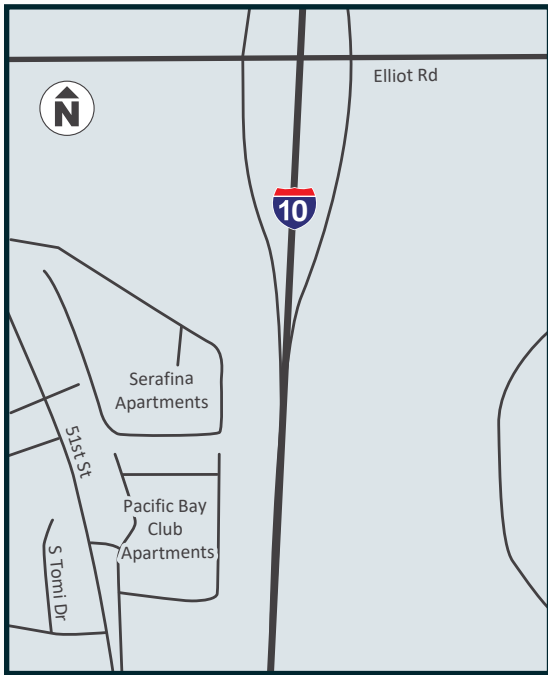 Elliot Rd
N
10
Serafina
Apartments
51st St
Pacific Bay
Club
Apartments
S Tomi Dr